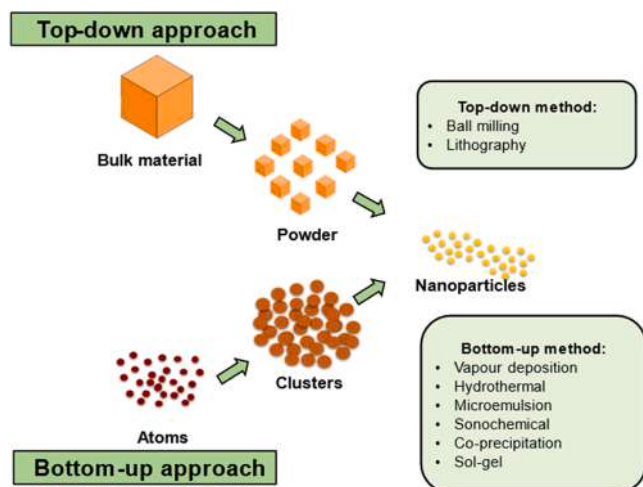 Top-down approach
Bulk material
Powder
Top-down method:
• Ball milling
• Lithography
Nanoparticles
Clusters
Atoms
Bottom-up approach
Bottom-up method:
• Vapour deposition
• Hydrothermal
• Microemulsion
• Sonochemical
• Co-precipitation
• Sol-gel